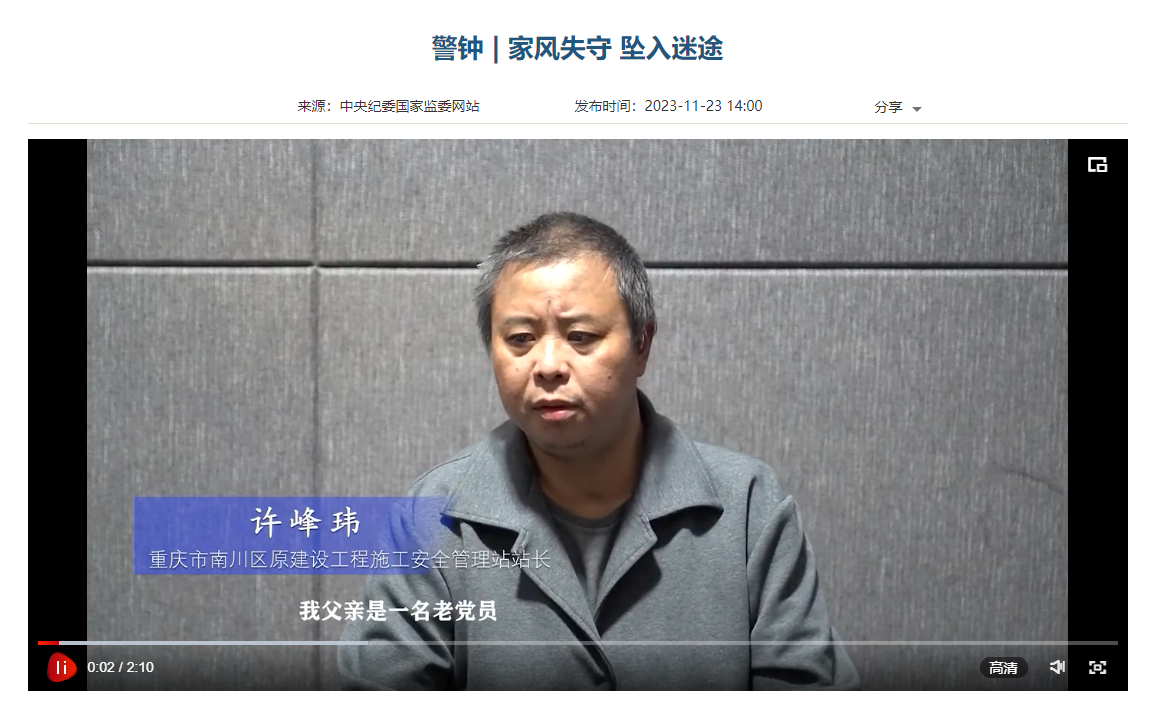 警钟 | 家风失守 坠入迷途
来源：中央纪委国家监委网站 发布时间：2023-11-23 14:00 分享
许峰玮
重庆市南川区原建设工程施工安全管理站站长
我父亲是一名老党员
0:02 / 2:10 高清